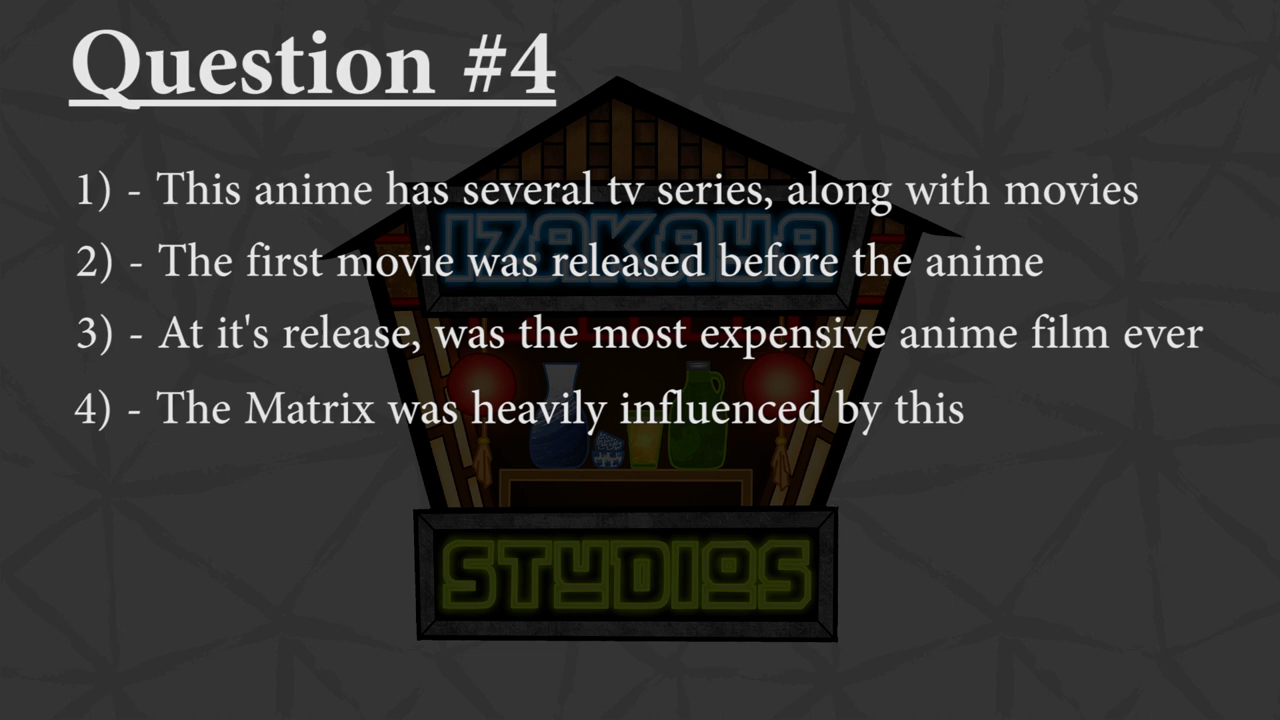 Question #4
1) - This anime has several tv series, along with movies
IZAKAYA
2) - The first movie was released before the anime
3) - At it's release, was the most expensive anime film ever
4) - The Matrix was heavily influenced by this
STUDIOS